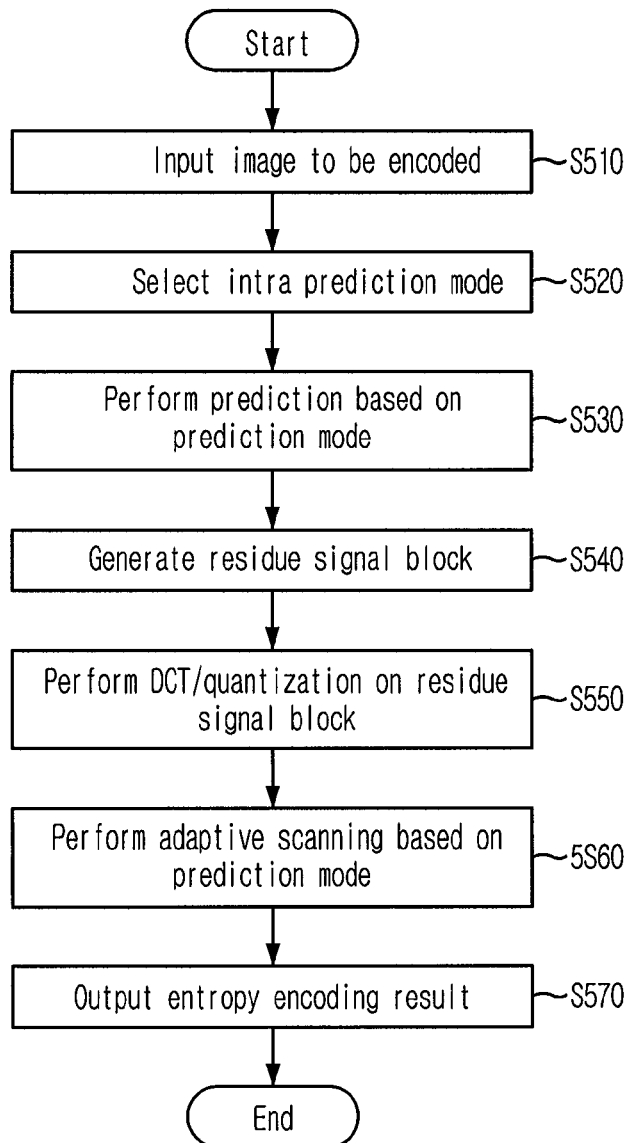 Start
Input image to be encoded
S510
Select intra prediction mode
S520
Perform prediction based on
prediction mode
S530
Generate residue signal block
S540
Perform DCT/quantization on residue
signal block
S550
Perform adaptive scanning based on
prediction mode
5S60
Output entropy encoding result
S570
End